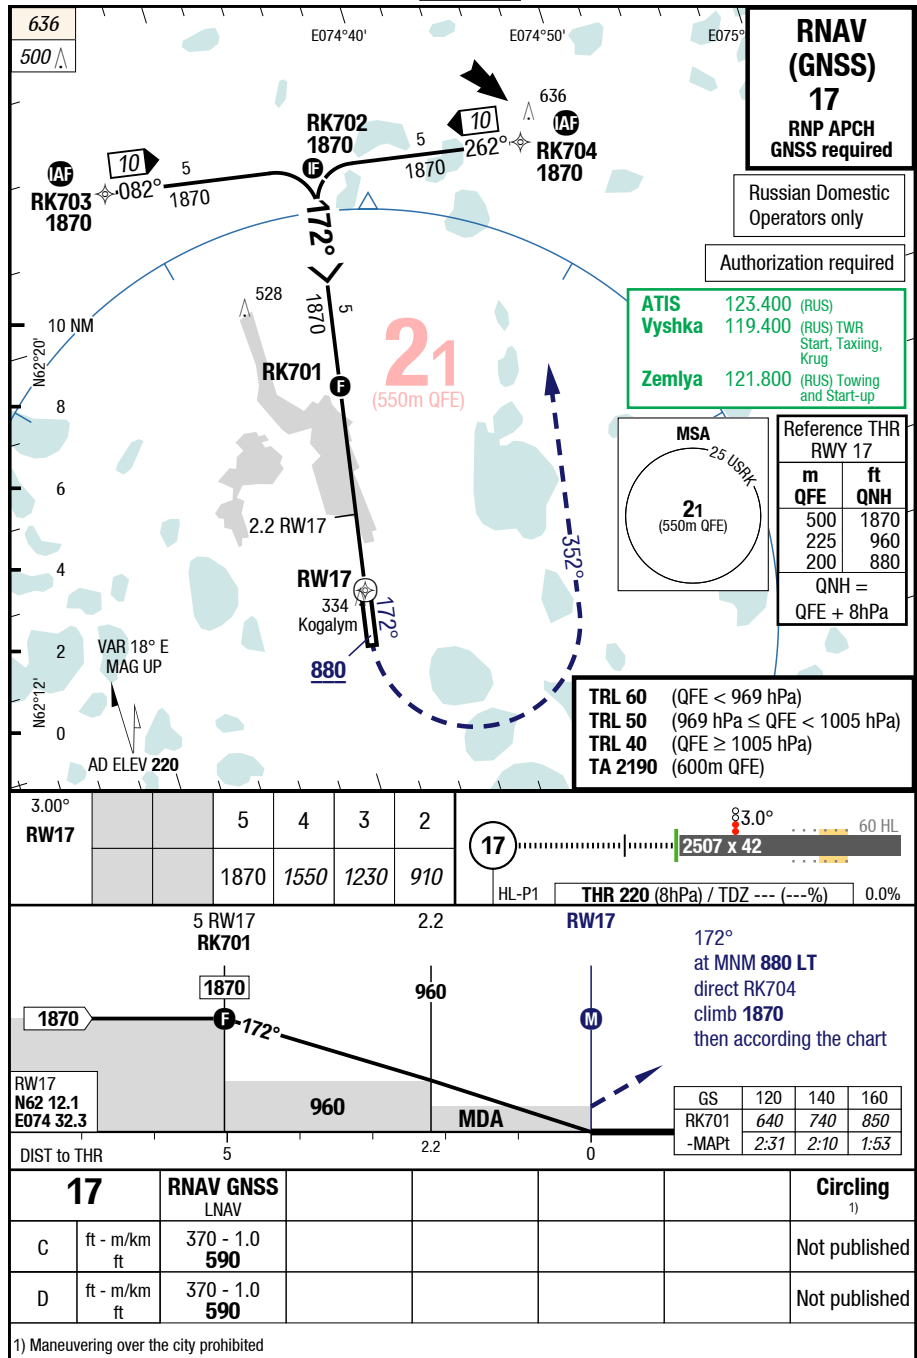 636
500
E074°40'
E074°50'
E075°
RNAV
(GNSS)
17
RNP APCH
GNSS required
Russian Domestic
Operators only
Authorization required
ATIS 123.400 (RUS)
Vyshka 119.400 (RUS) TWR
Start, Taxiing,
Krug
Zemlya 121.800 (RUS) Towing
and Start-up
RK702
1870
IF
10
5
262°
1870
636
IAF
RK704
1870
IAF
RK703
1870
10
082°
5
1870
172°
5
1870
528
10 NM
N62°20'
8
6
4
2
0
N62°12'
RK701
F
21
(550m QFE)
2.2 RW17
RW17
334
Kogalym
172°
880
352°
MSA
25 USRK
21
(550m QFE)
Reference THR
RWY 17
m ft
QFE QNH
500 1870
225 960
200 880
QNH =
QFE + 8hPa
VAR 18° E
MAG UP
AD ELEV 220
TRL 60 (QFE < 969 hPa)
TRL 50 (969 hPa ≤ QFE < 1005 hPa)
TRL 40 (QFE ≥ 1005 hPa)
TA 2190 (600m QFE)
3.00°
RW17
5 4 3 2
1870 1550 1230 910
17
3.0°
60 HL
2507 x 42
HL-P1
THR 220 (8hPa) / TDZ --- (---%)
0.0%
5 RW17
RK701
2.2
RW17
1870
960
1870
F
172°
M
172°
at MNM 880 LT
direct RK704
climb 1870
then according the chart
RW17
N62 12.1
E074 32.3
960
MDA
DIST to THR
5
2.2
0
GS 120 140 160
RK701 640 740 850
-MAPt 2:31 2:10 1:53
17
RNAV GNSS
LNAV
Circling
1)
C
ft - m/km
ft
370 - 1.0
590
Not published
D
ft - m/km
ft
370 - 1.0
590
Not published
1) Maneuvering over the city prohibited